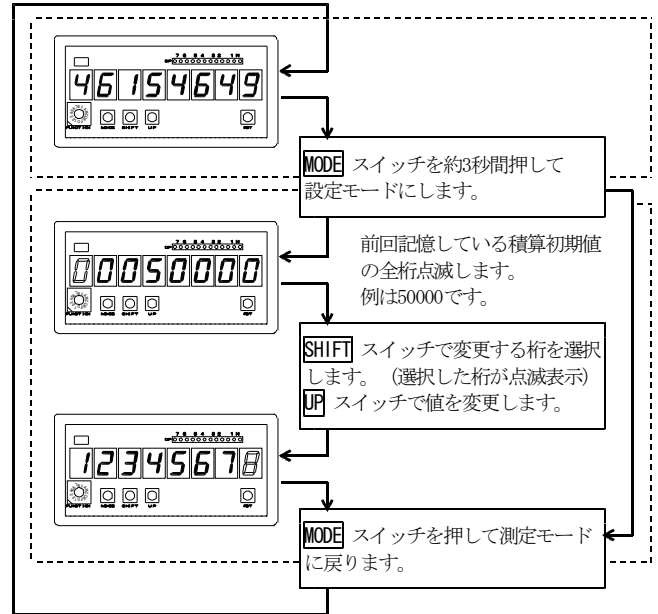 46154649
MODE スイッチを約3秒間押して
設定モードにします。
前回記憶している積算初期値
の全桁点滅します。
例は50000です。
00050000
SHIFT スイッチで変更する桁を選択
します。 (選択した桁が点滅表示)
UP スイッチで値を変更します。
12345678
MODE スイッチを押して測定モード
に戻ります。